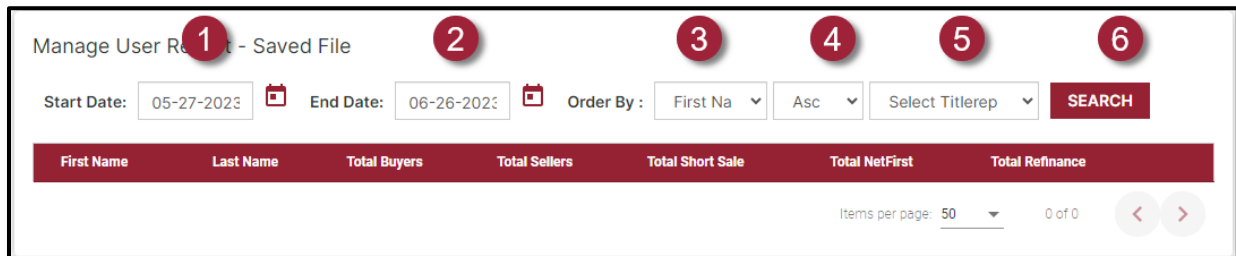 1 2 3 4 5 6
Manage User Re t - Saved File
Start Date: 05-27-2023 End Date: 06-26-2023 Order By : First Na Asc Select Titlerep SEARCH
First Name Last Name Total Buyers Total Sellers Total Short Sale Total NetFirst Total Refinance
Items per page: 50 0 of 0